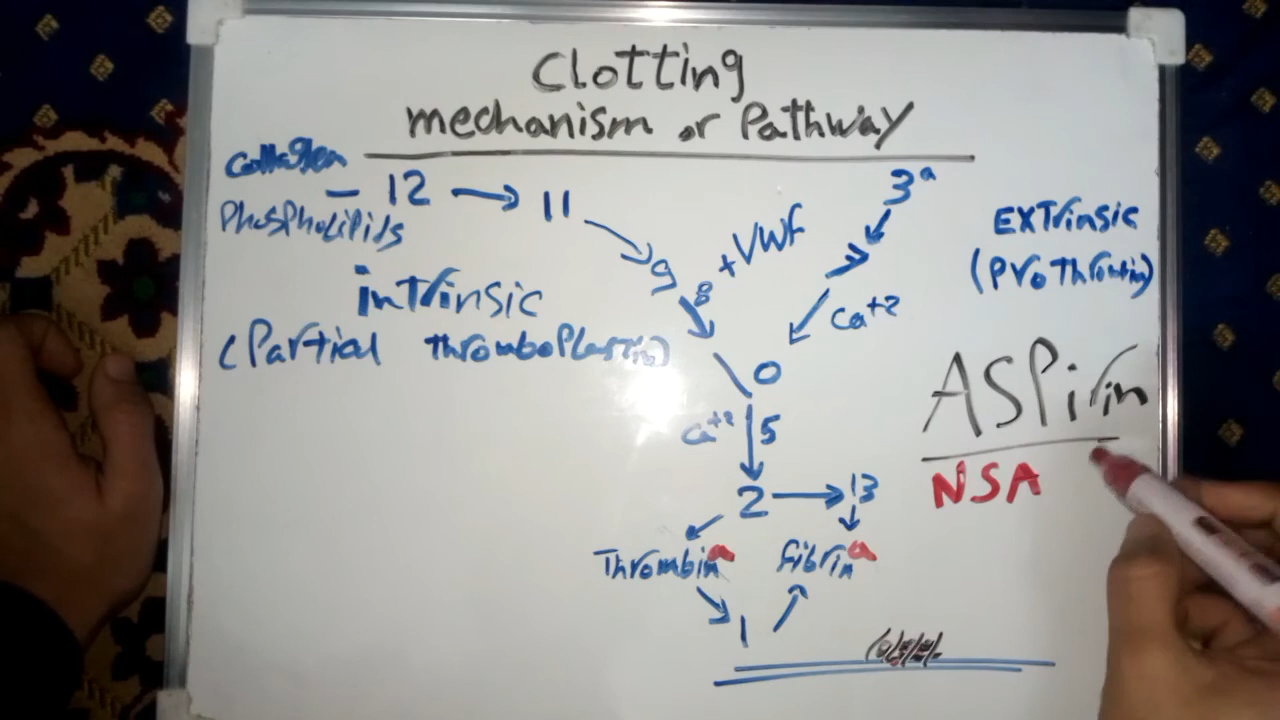 Clotting
mechanism or Pathway
Collagen
12 11
3a
PhosPhoLiPids
EXTrinsic
+ VWF
(ProThrombin)
9
8
inTrinsic
Ca+2
(Partial thromboPlastin)
ASPirin
Ca+2 5
NSA
2 13
Thrombina fibrina
1